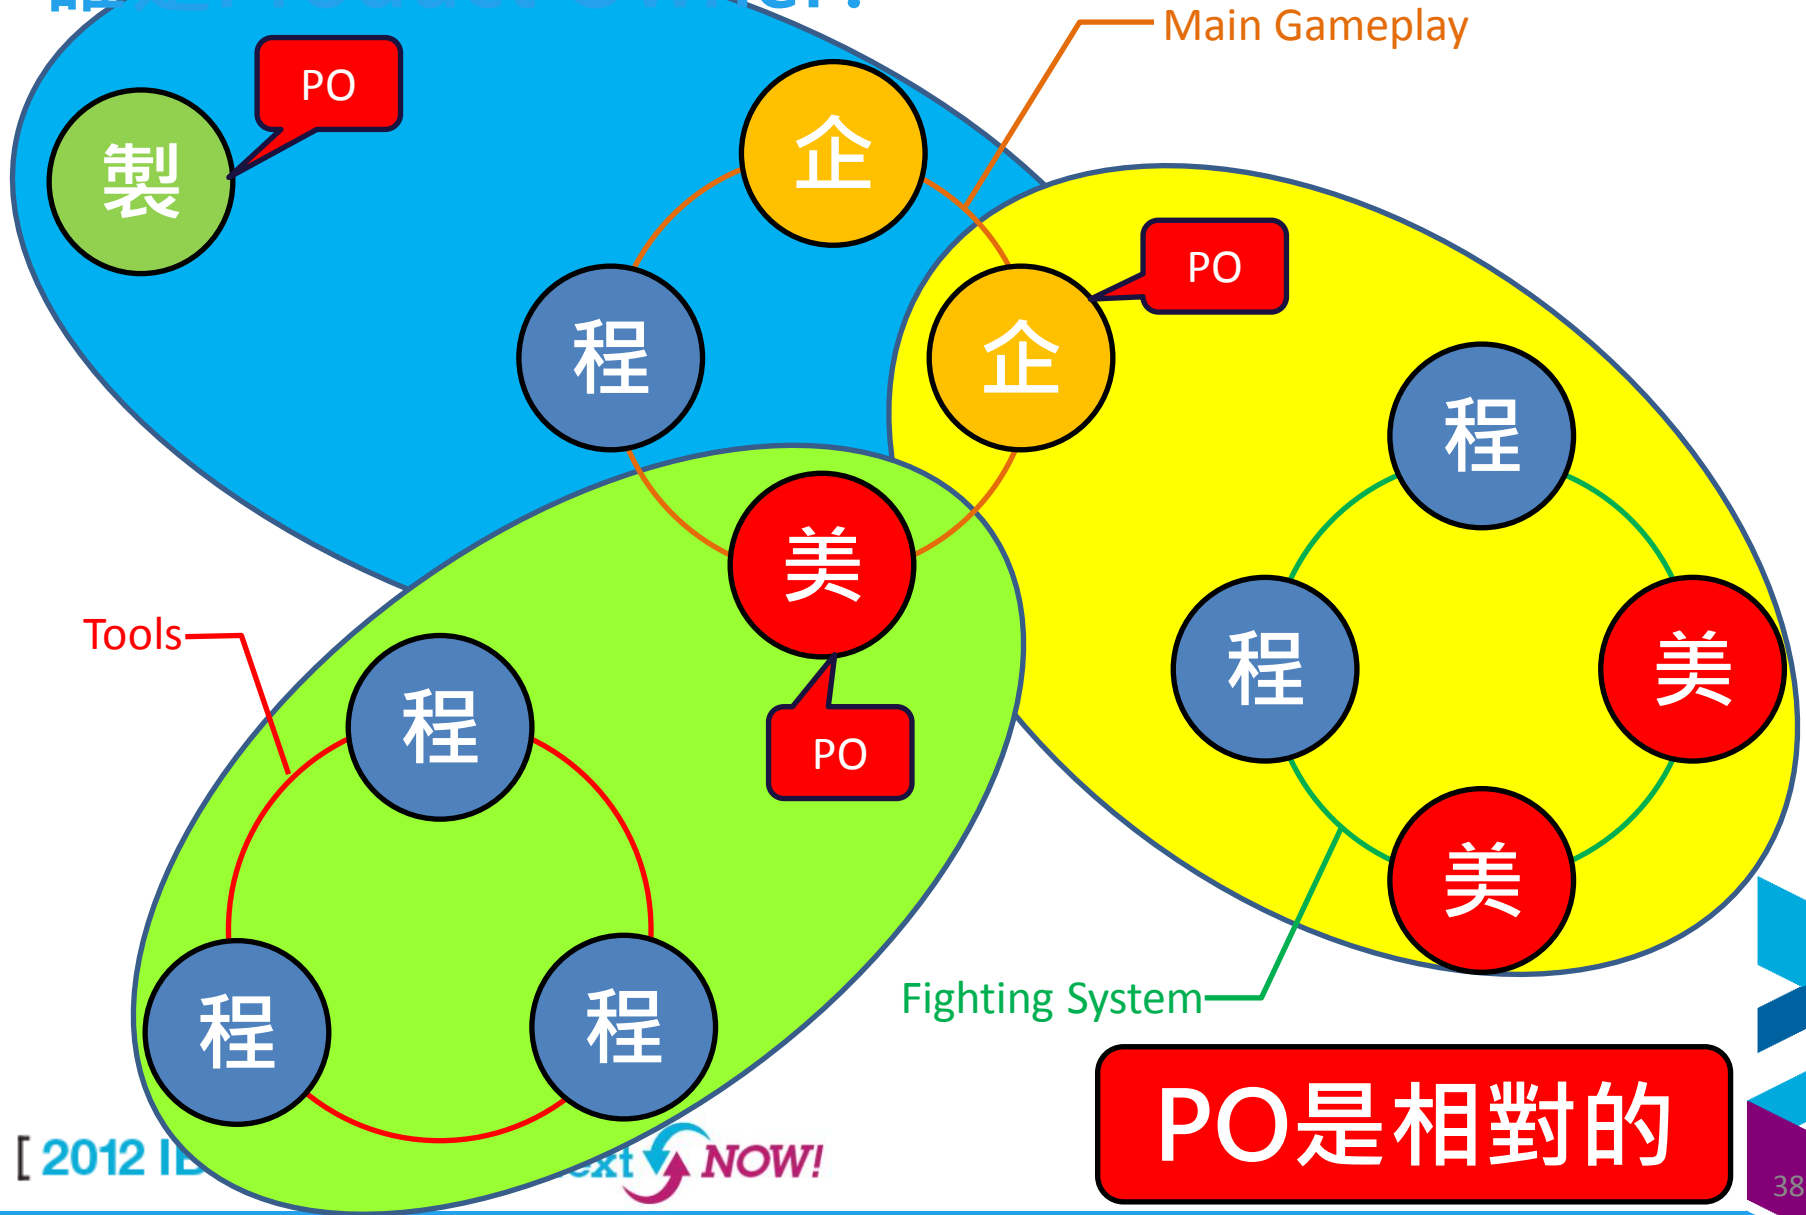 Main Gameplay
PO
製
企
PO
企
程
程
美
程
美
Tools
程
PO
美
程
程
Fighting System
PO是相對的
[ 2012
NOW!
38